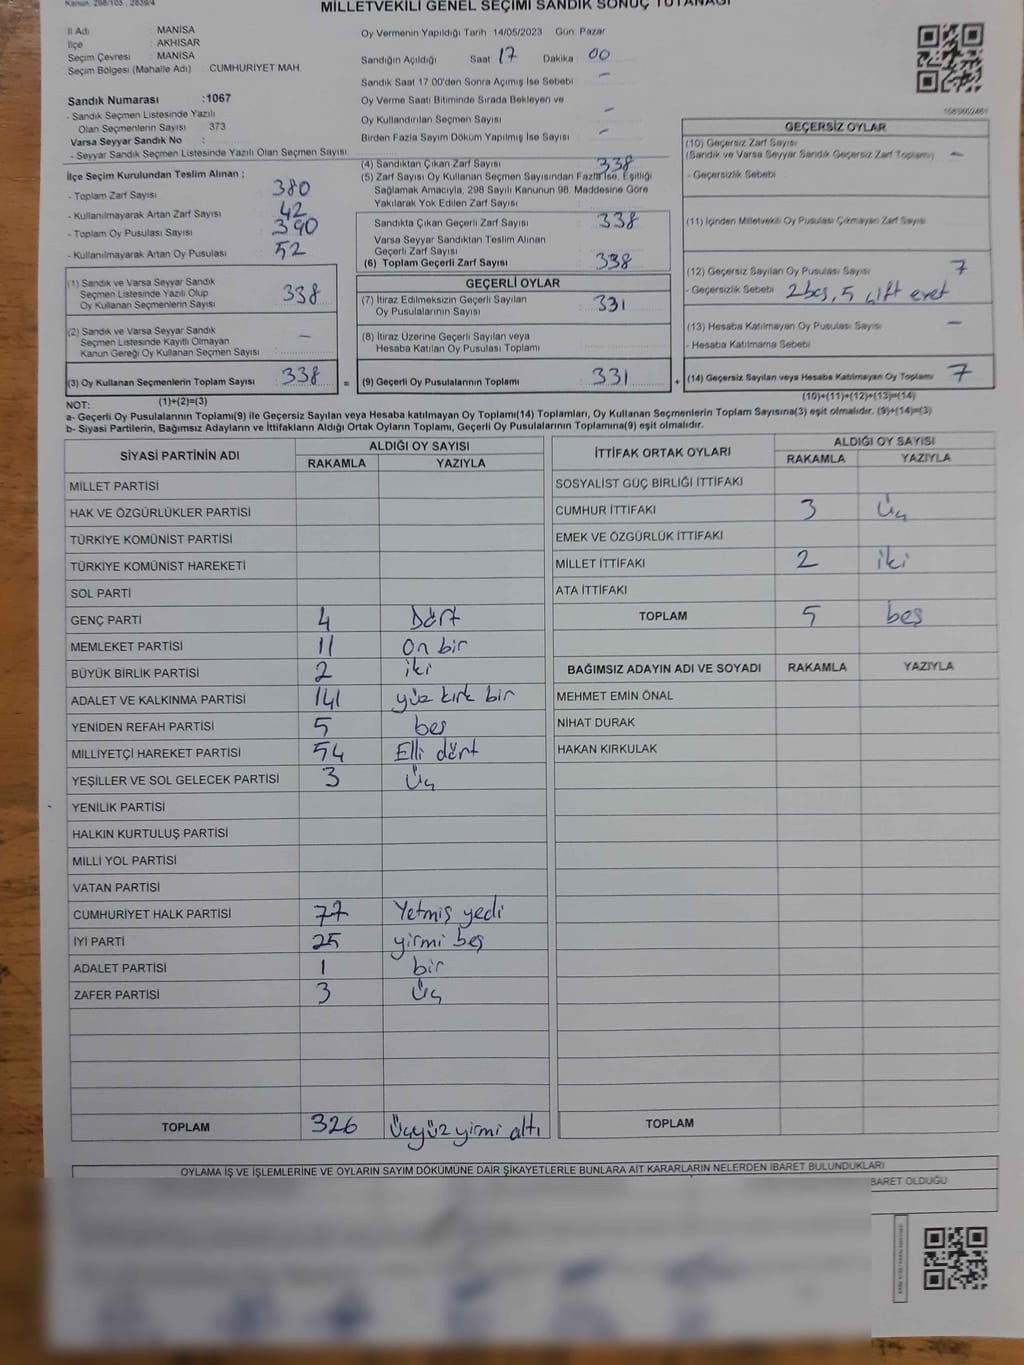 Kanun: 298/105 , 2839/4
MİLLETVEKİLİ GENEL SEÇİMİ SANDIK SONUÇ TUTANAĞI
İl Adı MANİSA
İlçe : AKHİSAR
Seçim Çevresi : MANİSA
Seçim Bölgesi (Mahalle Adı) : CUMHURİYET MAH.
Sandık Numarası :1067
- Sandık Seçmen Listesinde Yazılı
Olan Seçmenlerin Sayısı : 373
Varsa Seyyar Sandık No :
- Seyyar Sandık Seçmen Listesinde Yazılı Olan Seçmen Sayısı:
Oy Vermenin Yapıldığı Tarih 14/05/2023 Gün Pazar
Sandığın Açıldığı Saat 17 Dakika : 00
Sandık Saat 17.00'den Sonra Açımış İse Sebebi : -
Oy Verme Saati Bitiminde Sırada Bekleyen ve
Oy Kullandırılan Seçmen Sayısı : -
Birden Fazla Sayım Döküm Yapılmış İse Sayısı : -
İlçe Seçim Kurulundan Teslim Alınan ;
- Toplam Zarf Sayısı : 380
- Kullanılmayarak Artan Zarf Sayısı : 42
- Toplam Oy Pusulası Sayısı : 390
- Kullanılmayarak Artan Oy Pusulası : 52
(4) Sandıktan Çıkan Zarf Sayısı : 338
(5) Zarf Sayısı Oy Kullanan Seçmen Sayısından Fazla İse, Eşitliği
Sağlamak Amacıyla, 298 Sayılı Kanunun 98. Maddesine Göre
Yakılarak Yok Edilen Zarf Sayısı :
Sandıkta Çıkan Geçerli Zarf Sayısı : 338
Varsa Seyyar Sandıktan Teslim Alınan
Geçerli Zarf Sayısı :
(6) Toplam Geçerli Zarf Sayısı : 338
GEÇERSİZ OYLAR
(10) Geçersiz Zarf Sayısı
(Sandık ve Varsa Seyyar Sandık Geçersiz Zarf Toplamı) : -
- Geçersizlik Sebebi :
(11) İçinden Milletvekili Oy Pusulası Çıkmayan Zarf Sayısı
(12) Geçersiz Sayılan Oy Pusulası Sayısı : 7
- Geçersizlik Sebebi : 2 boş, 5 çift evet
(13) Hesaba Katılmayan Oy Pusulası Sayısı : -
- Hesaba Katılmama Sebebi
(14) Geçersiz Sayılan veya Hesaba Katılmayan Oy Toplamı : 7
(10)+(11)+(12)+(13)=(14)
(1) Sandık ve Varsa Seyyar Sandık
Seçmen Listesinde Yazılı Olup
Oy Kullanan Seçmenlerin Sayısı : 338
(2) Sandık ve Varsa Seyyar Sandık
Seçmen Listesinde Kayıtlı Olmayan
Kanun Gereği Oy Kullanan Seçmen Sayısı : -
(3) Oy Kullanan Seçmenlerin Toplam Sayısı : 338 =
(1)+(2)=(3)
GEÇERLİ OYLAR
(7) İtiraz Edilmeksizin Geçerli Sayılan
Oy Pusulalarının Sayısı : 331
(8) İtiraz Üzerine Geçerli Sayılan veya
Hesaba Katılan Oy Pusulası Toplamı :
(9) Geçerli Oy Pusulalarının Toplamı : 331 +
NOT:
a- Geçerli Oy Pusulalarının Toplamı(9) ile Geçersiz Sayılan veya Hesaba katılmayan Oy Toplamı(14) Toplamları, Oy Kullanan Seçmenlerin Toplam Sayısına(3) eşit olmalıdır. (9)+(14)=(3)
b- Siyasi Partilerin, Bağımsız Adayların ve İttifakların Aldığı Ortak Oyların Toplamı, Geçerli Oy Pusulalarının Toplamına(9) eşit olmalıdır.
SİYASİ PARTİNİN ADI ALDIĞI OY SAYISI
RAKAMLA YAZIYLA
MİLLET PARTİSİ
HAK VE ÖZGÜRLÜKLER PARTİSİ
TÜRKİYE KOMÜNİST PARTİSİ
TÜRKİYE KOMÜNİST HAREKETİ
SOL PARTİ
GENÇ PARTİ 4 Dört
MEMLEKET PARTİSİ 11 on bir
BÜYÜK BİRLİK PARTİSİ 2 iki
ADALET VE KALKINMA PARTİSİ 141 yüz kırk bir
YENİDEN REFAH PARTİSİ 5 beş
MİLLİYETÇİ HAREKET PARTİSİ 54 Elli dört
YEŞİLLER VE SOL GELECEK PARTİSİ 3 Üç
YENİLİK PARTİSİ
HALKIN KURTULUŞ PARTİSİ
MİLLİ YOL PARTİSİ
VATAN PARTİSİ
CUMHURİYET HALK PARTİSİ 77 Yetmiş yedi
İYİ PARTİ 25 yirmi beş
ADALET PARTİSİ 1 bir
ZAFER PARTİSİ 3 Üç
TOPLAM 326 Üçyüz yirmi altı
İTTİFAK ORTAK OYLARI ALDIĞI OY SAYISI
RAKAMLA YAZIYLA
SOSYALİST GÜÇ BİRLİĞİ İTTİFAKI
CUMHUR İTTİFAKI 3 Üç
EMEK VE ÖZGÜRLÜK İTTİFAKI
MİLLET İTTİFAKI 2 iki
ATA İTTİFAKI
TOPLAM 5 beş
BAĞIMSIZ ADAYIN ADI VE SOYADI RAKAMLA YAZIYLA
MEHMET EMİN ÖNAL
NİHAT DURAK
HAKAN KIRKULAK
TOPLAM
OYLAMA İŞ VE İŞLEMLERİNE VE OYLARIN SAYIM DÖKÜMÜNE DAİR ŞİKAYETLERLE BUNLARA AİT KARARLARIN NELERDEN İBARET BULUNDUKLARI
BARET OLDUĞU